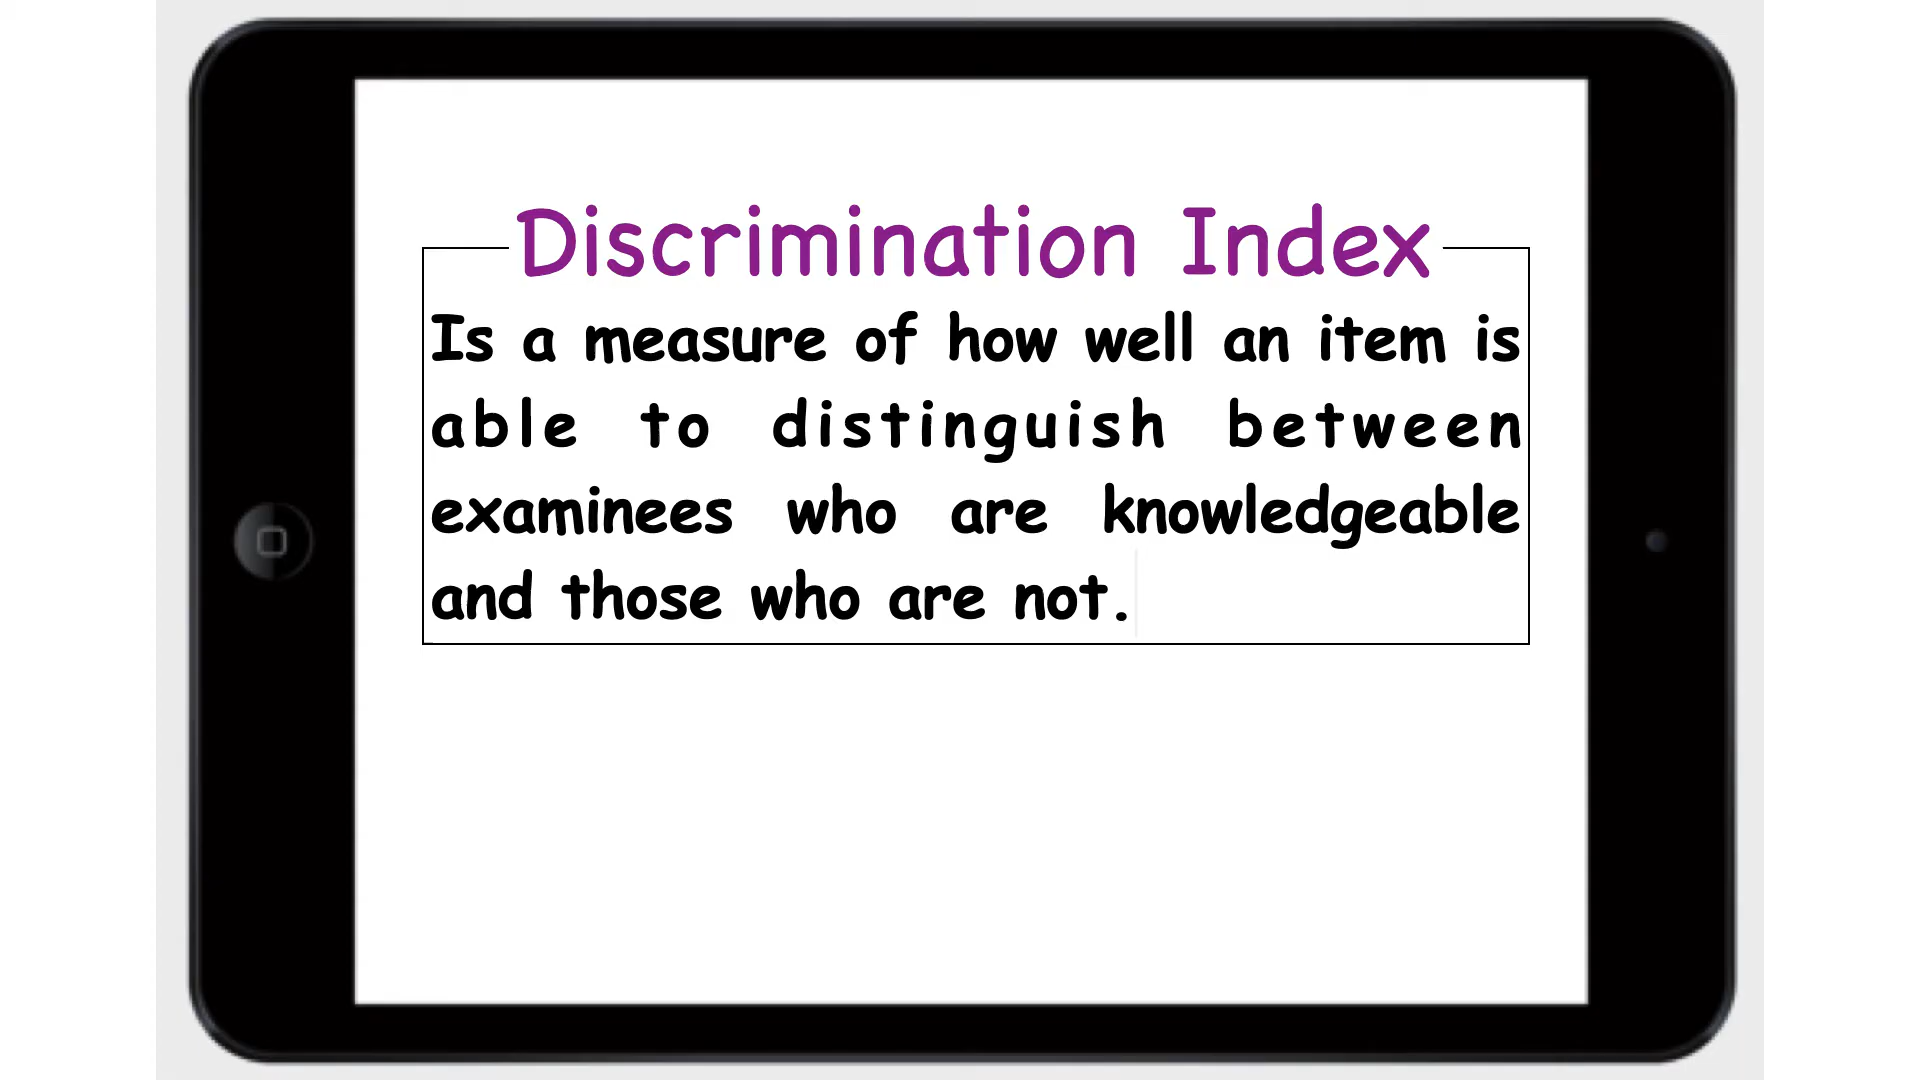 Discrimination Index
Is a measure of how well an item is
able to distinguish between
examinees who are knowledgeable
and those who are not.